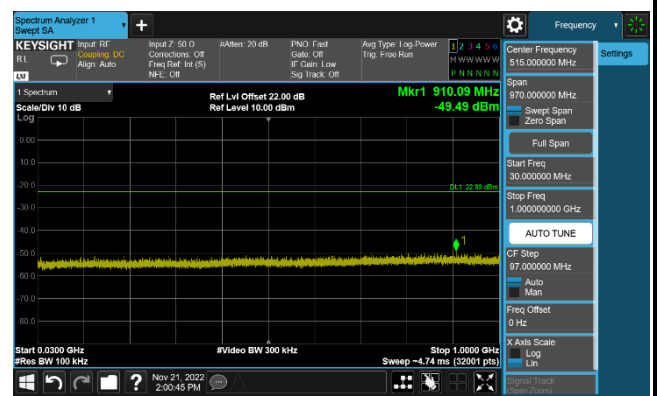 Spectrum Analyzer 1
Swept SA
+
Frequency
KEYSIGHT
RL
LXI
Input: RF
Coupling: DC
Align: Auto
Input Z: 50 Ω
Corrections: Off
Freq Ref: Int (S)
NFE: Off
#Atten: 20 dB
PNO: Fast
Gate: Off
IF Gain: Low
Sig Track: Off
Avg Type: Log-Power
Trig: Free Run
1 2 3 4 5 6
M W W W W W
P N N N N N
Center Frequency
515.000000 MHz
Settings
Span
970.000000 MHz
Swept Span
Zero Span
Full Span
Start Freq
30.000000 MHz
Stop Freq
1.000000000 GHz
AUTO TUNE
CF Step
97.000000 MHz
Auto
Man
Freq Offset
0 Hz
X Axis Scale
Log
Lin
Signal Track
(Span Zoom)
1 Spectrum
Scale/Div 10 dB
Log
Ref Lvl Offset 22.00 dB
Ref Level 10.00 dBm
Mkr1 910.09 MHz
-49.49 dBm
0.00
-10.0
-20.0
-30.0
-40.0
-50.0
-60.0
-70.0
-80.0
1
Start 0.0300 GHz
#Res BW 100 kHz
#Video BW 300 kHz
Stop 1.0000 GHz
Sweep ~4.74 ms (32001 pts)
?
Nov 21, 2022
2:00:45 PM